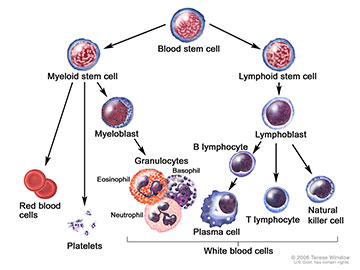 Blood stem cell
Myeloid stem cell
Lymphoid stem cell
Myeloblast
Lymphoblast
Granulocytes
B lymphocyte
Eosinophil
Basophil
Neutrophil
Red blood
cells
Platelets
Plasma cell
T lymphocyte
Natural
killer cell
White blood cells
© 2008 Terese Winslow
U.S. Govt. has certain rights